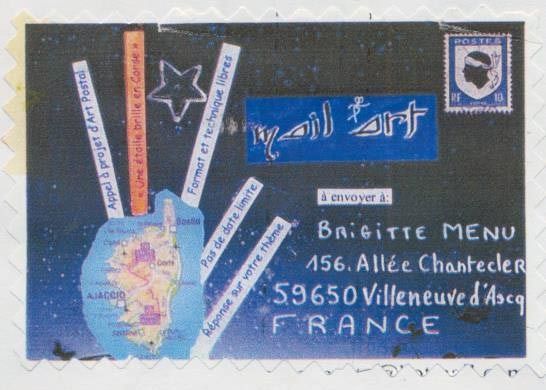 Appel à projet d'Art Postal
« Une étoile brille en Corse »
Format et technique libres
Pas de date limite
Réponse sur votre thème
mail art
POSTES
RF 10
à envoyer à:
BRIGITTE MENU
156. Allée Chantecler
59650 Villeneuve d'Ascq
FRANCE
Bastia
Corte
AJACCIO